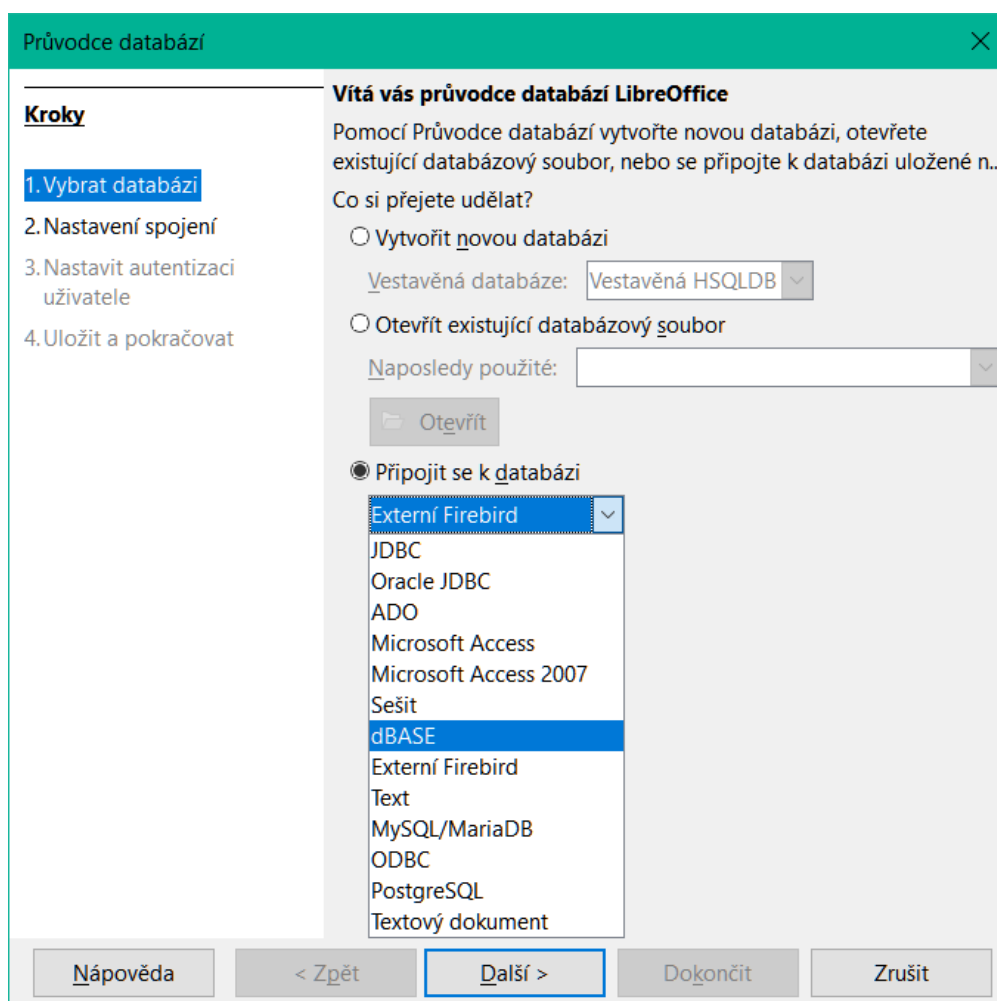 Průvodce databází
Kroky
1. Vybrat databázi
2. Nastavení spojení
3. Nastavit autentizaci
uživatele
4. Uložit a pokračovat
Vítá vás průvodce databází LibreOffice
Pomocí Průvodce databází vytvořte novou databázi, otevřete
existující databázový soubor, nebo se připojte k databázi uložené n..
Co si přejete udělat?
Vytvořit novou databázi
Vestavěná databáze: Vestavěná HSQLDB
Otevřít existující databázový soubor
Naposledy použité:
Otevřít
Připojit se k databázi
Externí Firebird
JDBC
Oracle JDBC
ADO
Microsoft Access
Microsoft Access 2007
Sešit
dBASE
Externí Firebird
Text
MySQL/MariaDB
ODBC
PostgreSQL
Textový dokument
Nápověda
< Zpět
Další >
Dokončit
Zrušit